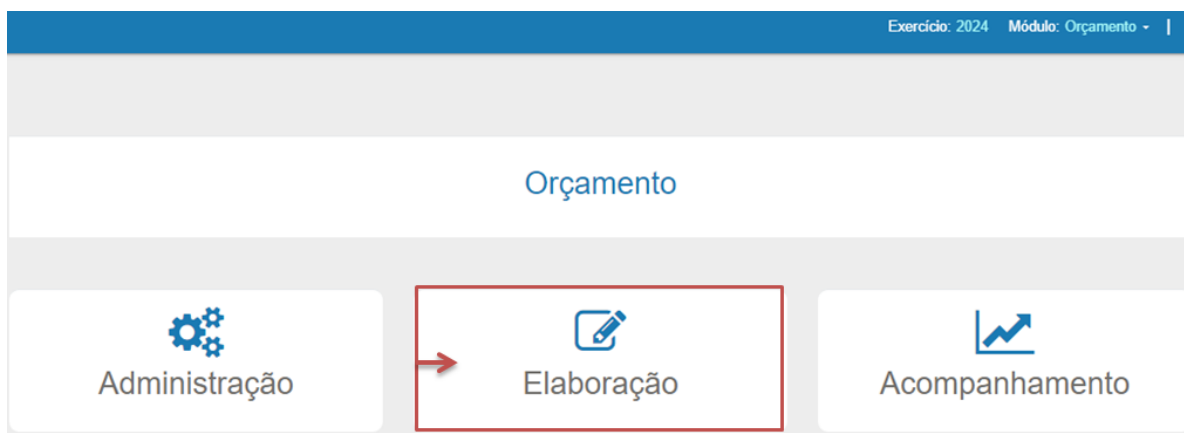 Exercício: 2024 Módulo: Orçamento - |
Orçamento
Administração
Elaboração
Acompanhamento